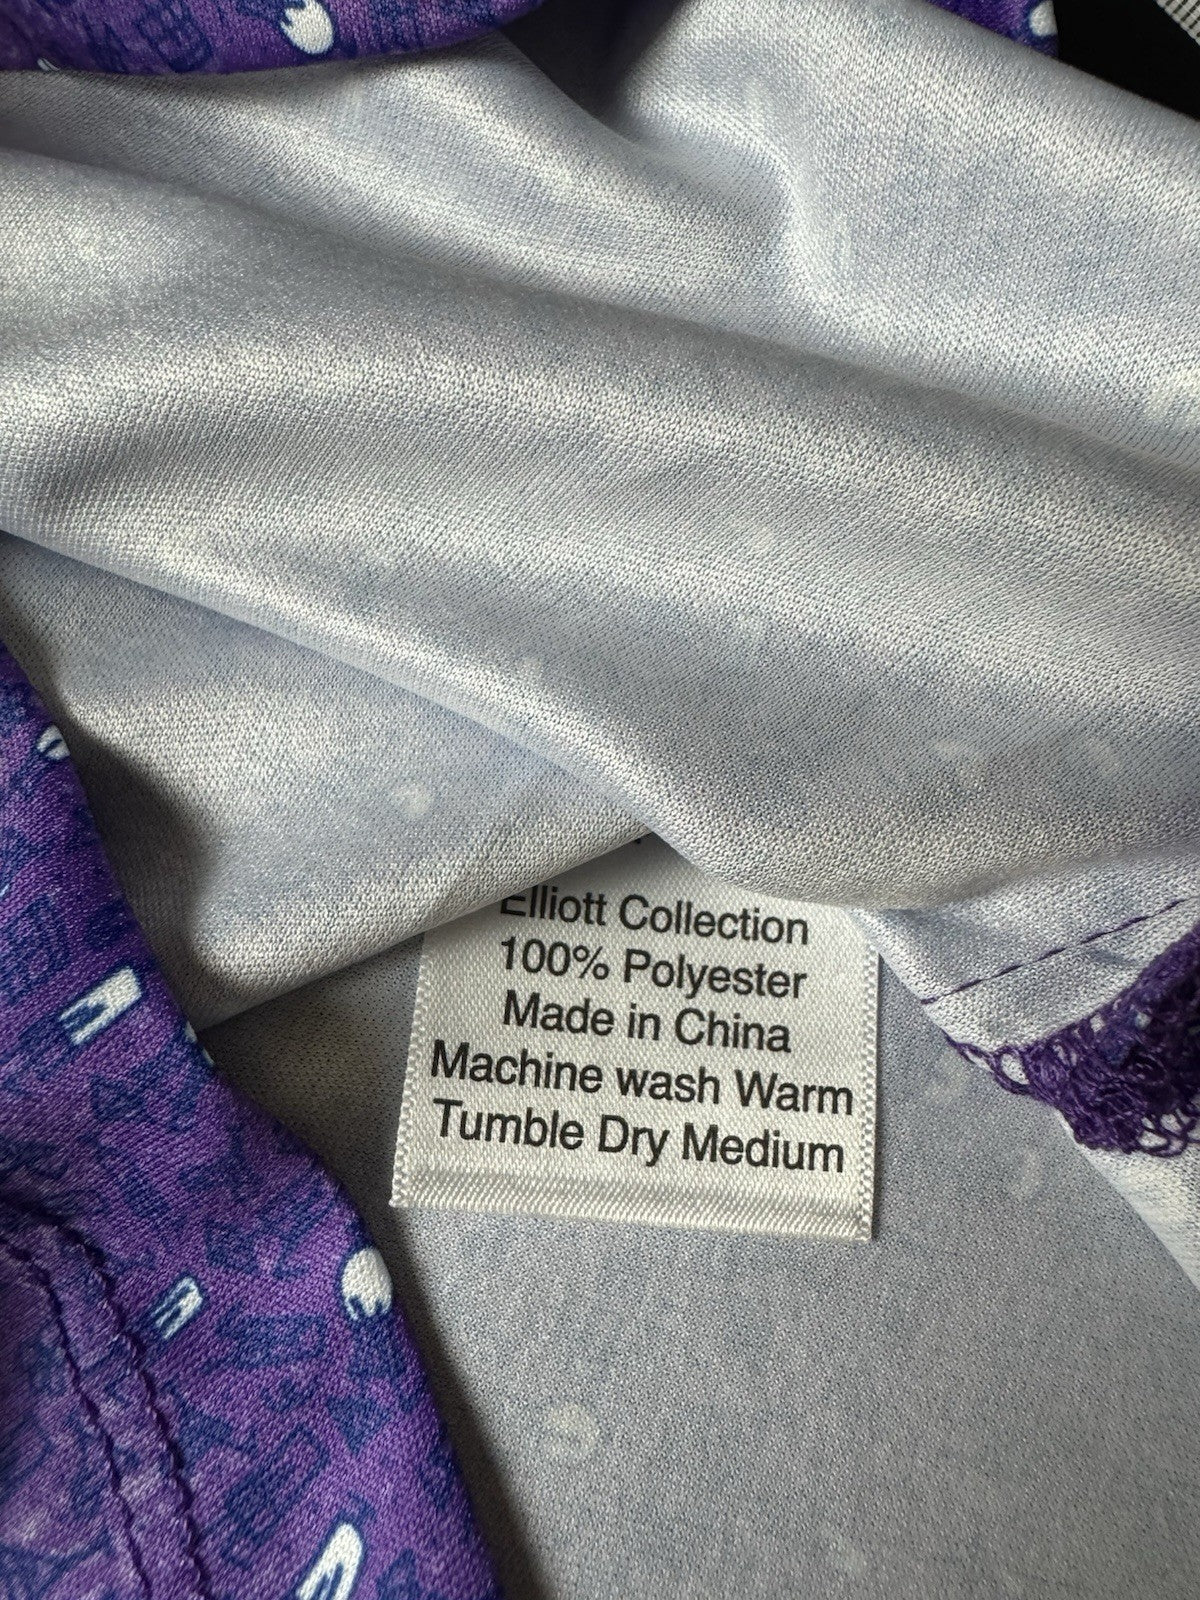 Elliott Collection
100% Polyester
Made in China
Machine wash Warm
Tumble Dry Medium